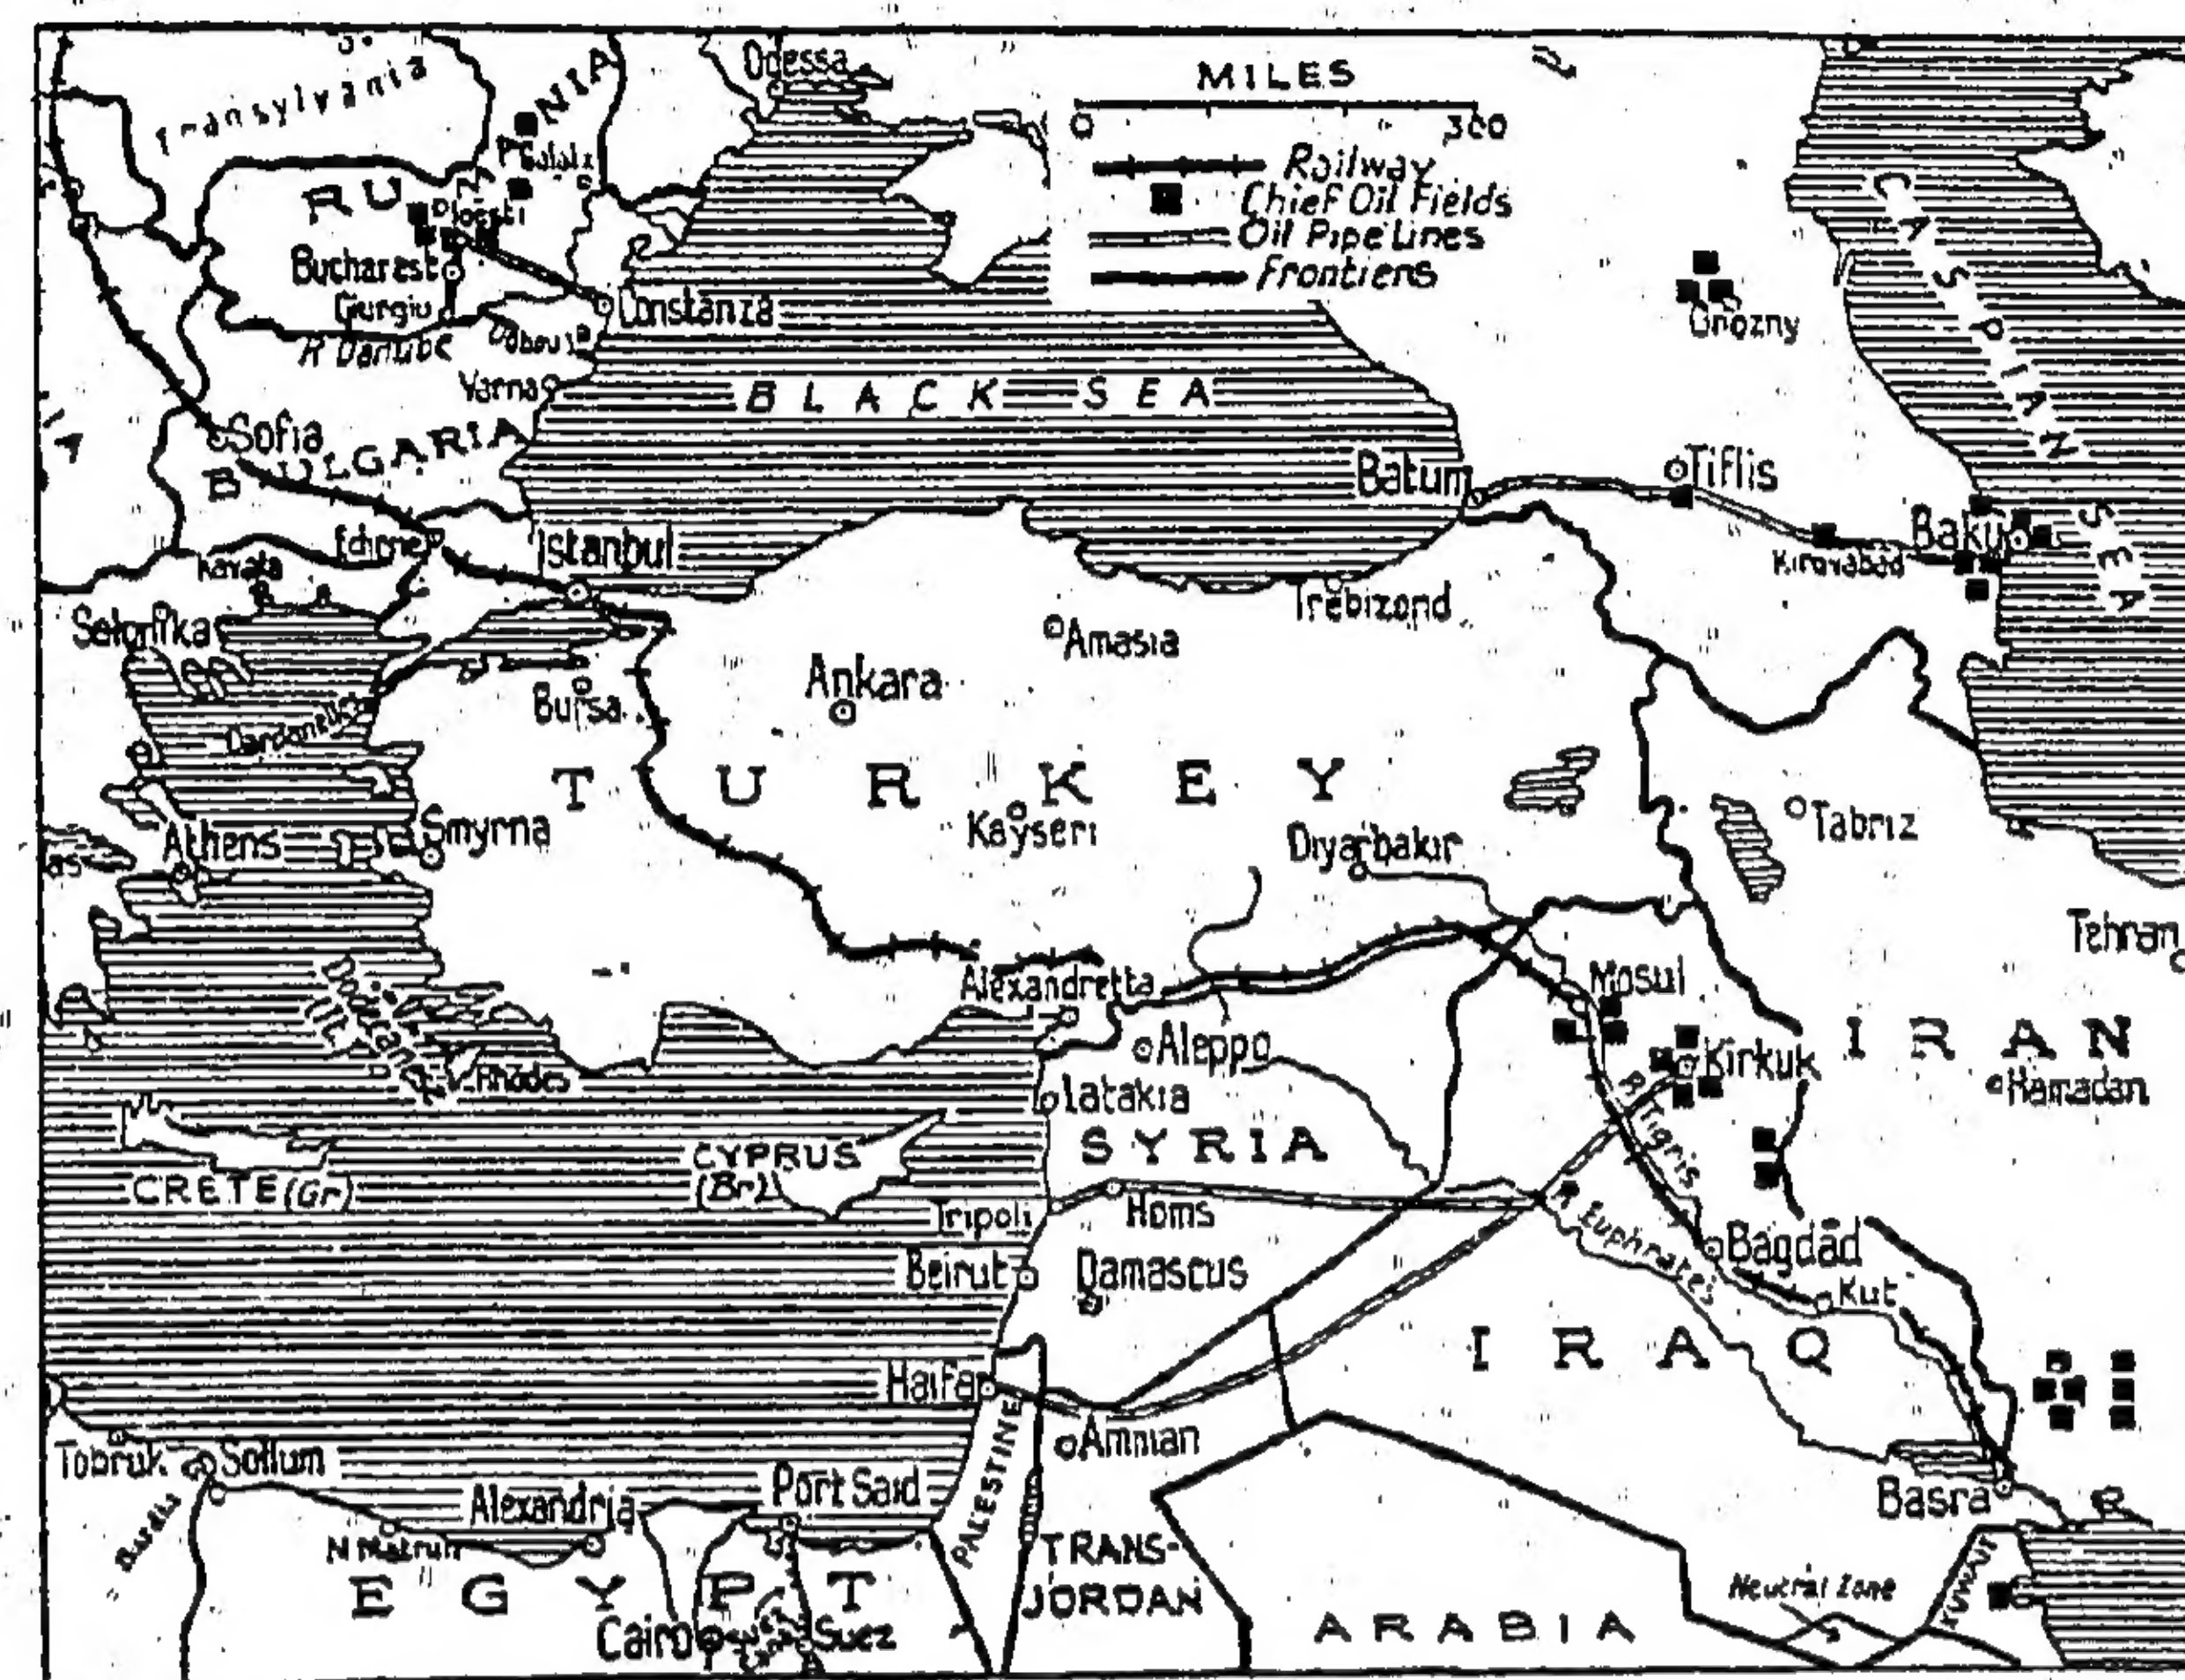 Odessa
MILES
0 300
Railway
Chief Oil Fields
Oil Pipe Lines
Frontiers
Transylvania
RUMANIA
Galatz
Ploesti
Bucharest
Giurgiu
R Danube
Constanza
Varna
BLACK SEA
CASPIAN SEA
Grozny
Sofia
BULGARIA
Batum
Tiflis
Baku
Kirovabad
Edirne
Istanbul
Kavala
Salonika
Trebizond
Amasia
Ankara
Bursa
Dardanelles
TURKEY
Kayseri
Diyarbakir
Tabriz
Smyrna
Athens
Tehran
Alexandretta
Mosul
Aleppo
Kirkuk
IRAN
Hamadan
Dodecanese
(It.)
Rhodes
Latakia
SYRIA
R Tigris
CRETE (Gr)
CYPRUS
(Br)
Tripoli
Homs
R Euphrates
Beirut
Damascus
Bagdad
Kut
IRAQ
Haifa
Amman
PALESTINE
Tobruk
Sollum
Bardia
M Matruh
Alexandria
Port Said
Basra
EGYPT
Cairo
Suez
TRANS-
JORDAN
ARABIA
Neutral Zone
KUWAIT